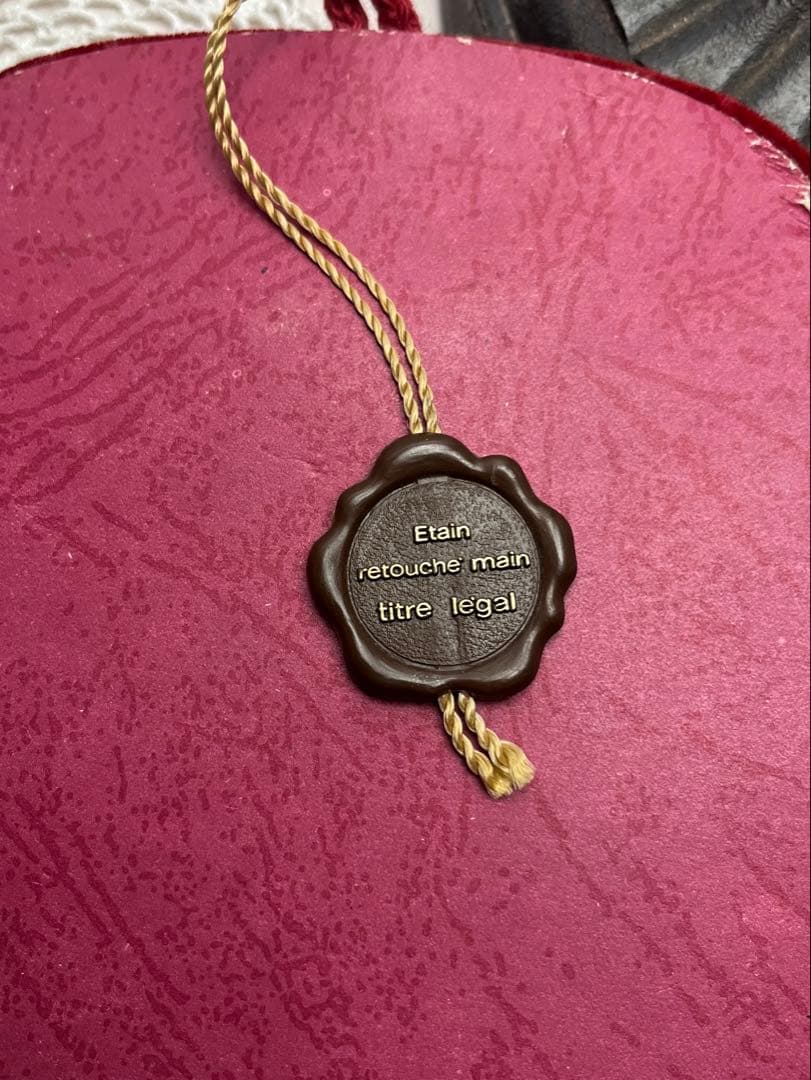 Etain
retouché main
titre légal